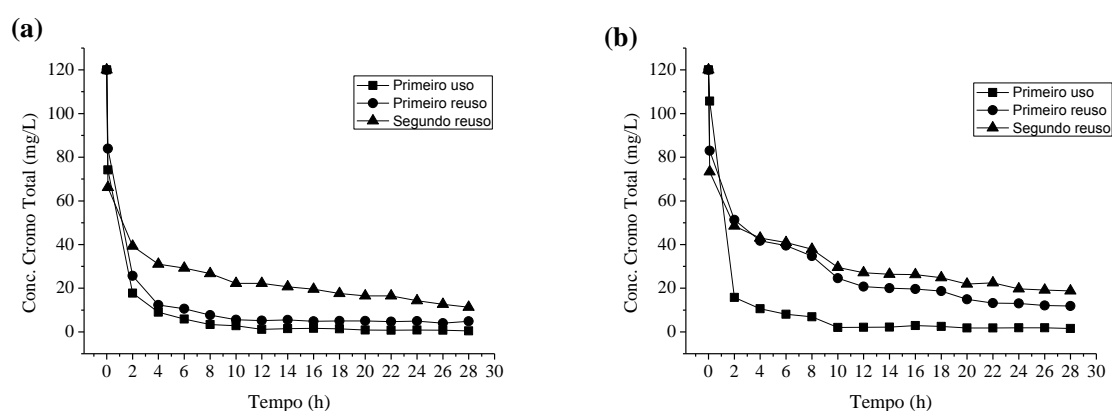 (a)
Conc. Cromo Total (mg/L)
120
100
80
60
40
20
0
Primeiro uso
Primeiro reuso
Segundo reuso
0 2 4 6 8 10 12 14 16 18 20 22 24 26 28 30
Tempo (h)
(b)
Conc. Cromo Total (mg/L)
120
100
80
60
40
20
0
Primeiro uso
Primeiro reuso
Segundo reuso
0 2 4 6 8 10 12 14 16 18 20 22 24 26 28 30
Tempo (h)